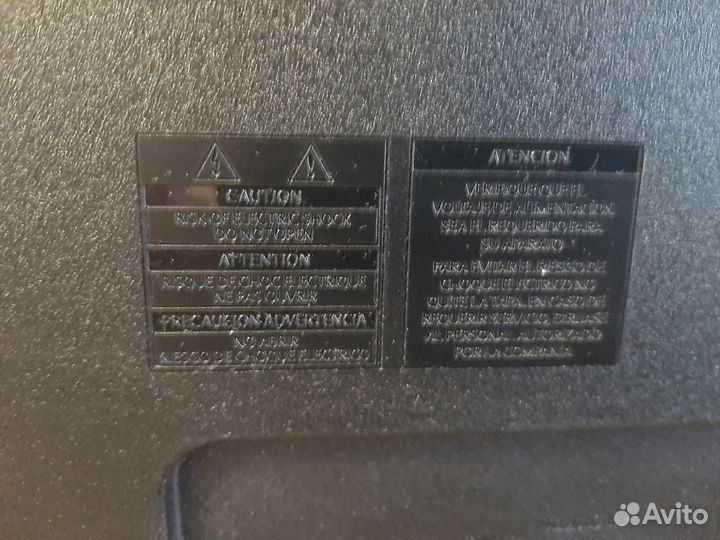 CAUTION
RISK OF ELECTRIC SHOCK
DO NOT OPEN
ATTENTION
RISQUE DE CHOC ELECTRIQUE
NE PAS OUVRIR
PRECAUSION ADVERTENCIA
NO ABRIR
RIESGO DE CHOQUE ELECTRICO
ATENCION
VERIFIQUE QUE EL
VOLTAJE DE ALIMENTACION
SEA EL REQUERIDO PARA
SU APARATO
PARA EVITAR EL RIESGO DE
CHOQUE ELECTRICO NO
QUITE LA TAPA. EN CASO DE
REQUERIR SERVICIO, DIRIJASE
AL PERSONAL AUTORIZADO
POR LA COMPANIA
Avito